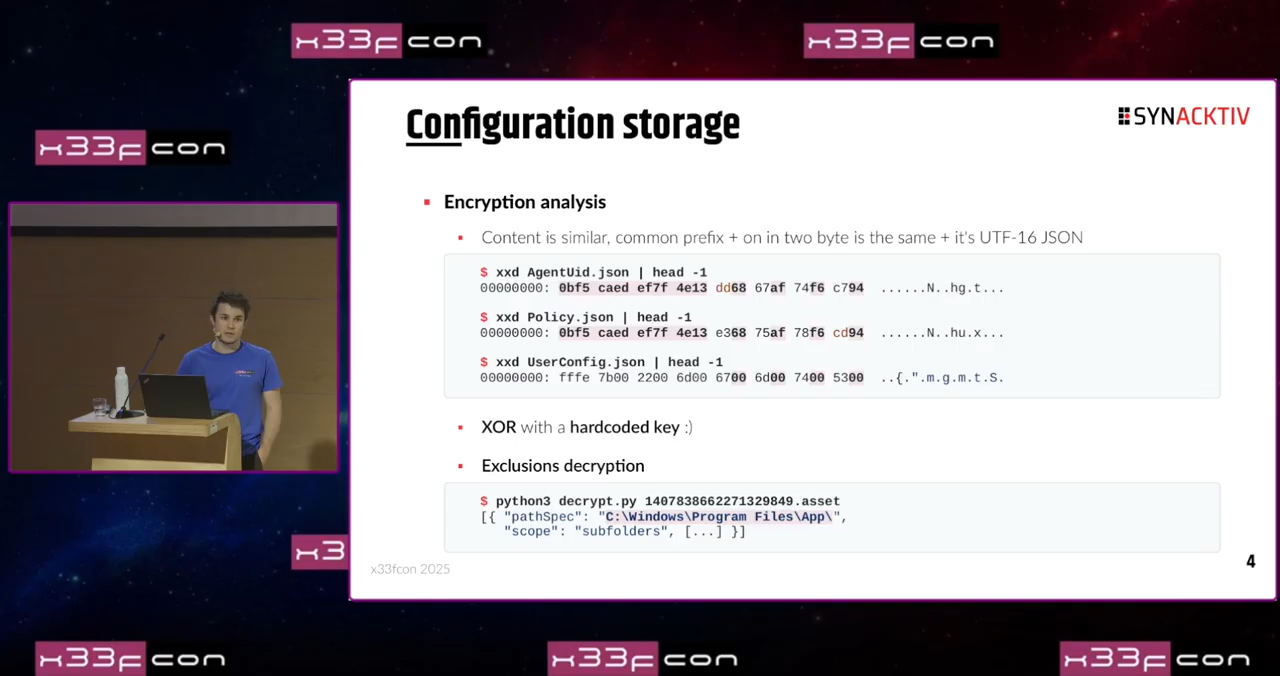 x33fcon
x33fcon
x33fcon
Configuration storage
SYNACKTIV
Encryption analysis
Content is similar, common prefix + on in two byte is the same + it's UTF-16 JSON
$ xxd AgentUid.json | head -1
00000000: 0bf5 caed ef7f 4e13 dd68 67af 74f6 c794 ......N..hg.t...
$ xxd Policy.json | head -1
00000000: 0bf5 caed ef7f 4e13 e368 75af 78f6 cd94 ......N..hu.x...
$ xxd UserConfig.json | head -1
00000000: fffe 7b00 2200 6d00 6700 6d00 7400 5300 ..{.".m.g.m.t.S.
XOR with a hardcoded key :)
Exclusions decryption
$ python3 decrypt.py 1407838662271329849.asset
[{ "pathSpec": "C:\Windows\Program Files\App\",
"scope": "subfolders", [...] }]
x3
x33fcon 2025
4
x33fcon
x33fcon
x33fcon